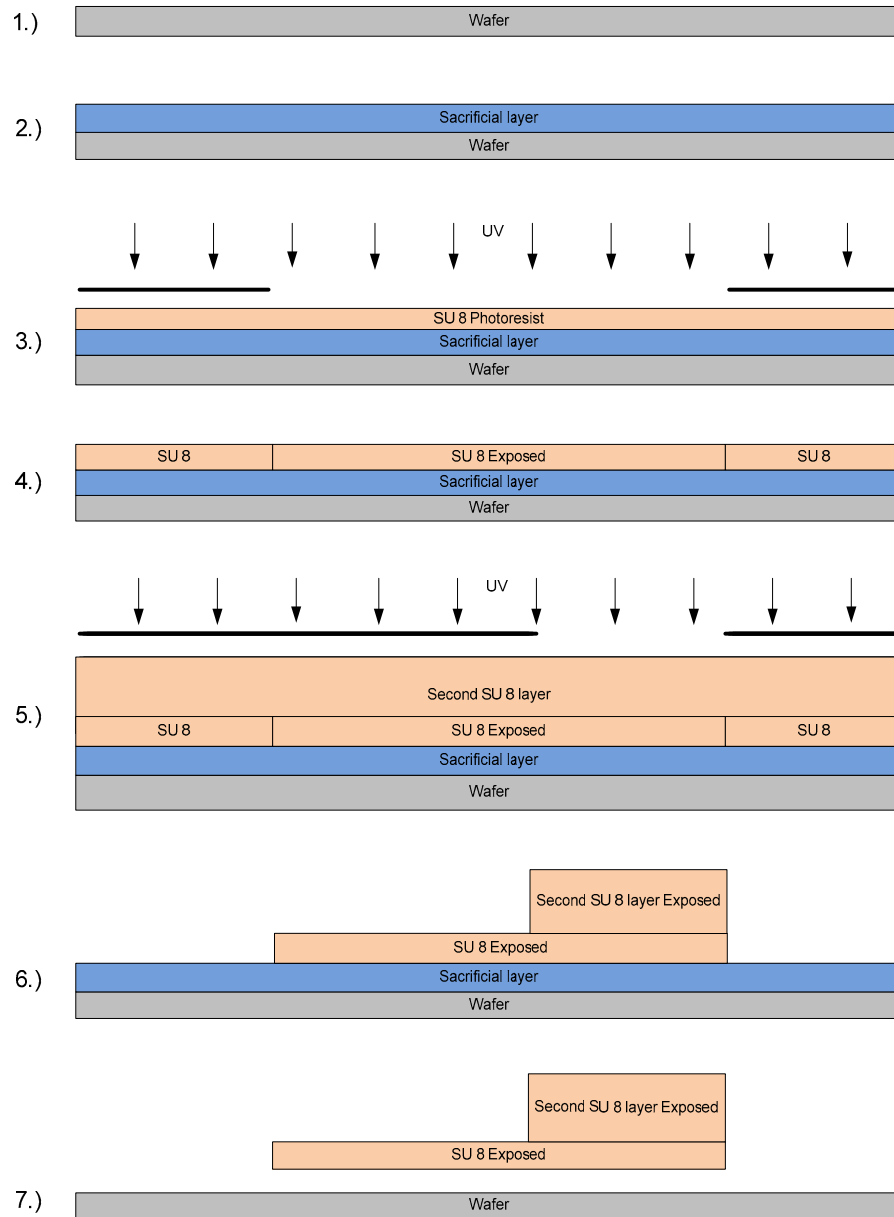 1.)
Wafer
2.)
Sacrificial layer
Wafer
UV
3.)
SU 8 Photoresist
Sacrificial layer
Wafer
4.)
SU 8 SU 8 Exposed SU 8
Sacrificial layer
Wafer
UV
5.)
Second SU 8 layer
SU 8 SU 8 Exposed SU 8
Sacrificial layer
Wafer
6.)
Second SU 8 layer Exposed
SU 8 Exposed
Sacrificial layer
Wafer
Second SU 8 layer Exposed
SU 8 Exposed
7.)
Wafer